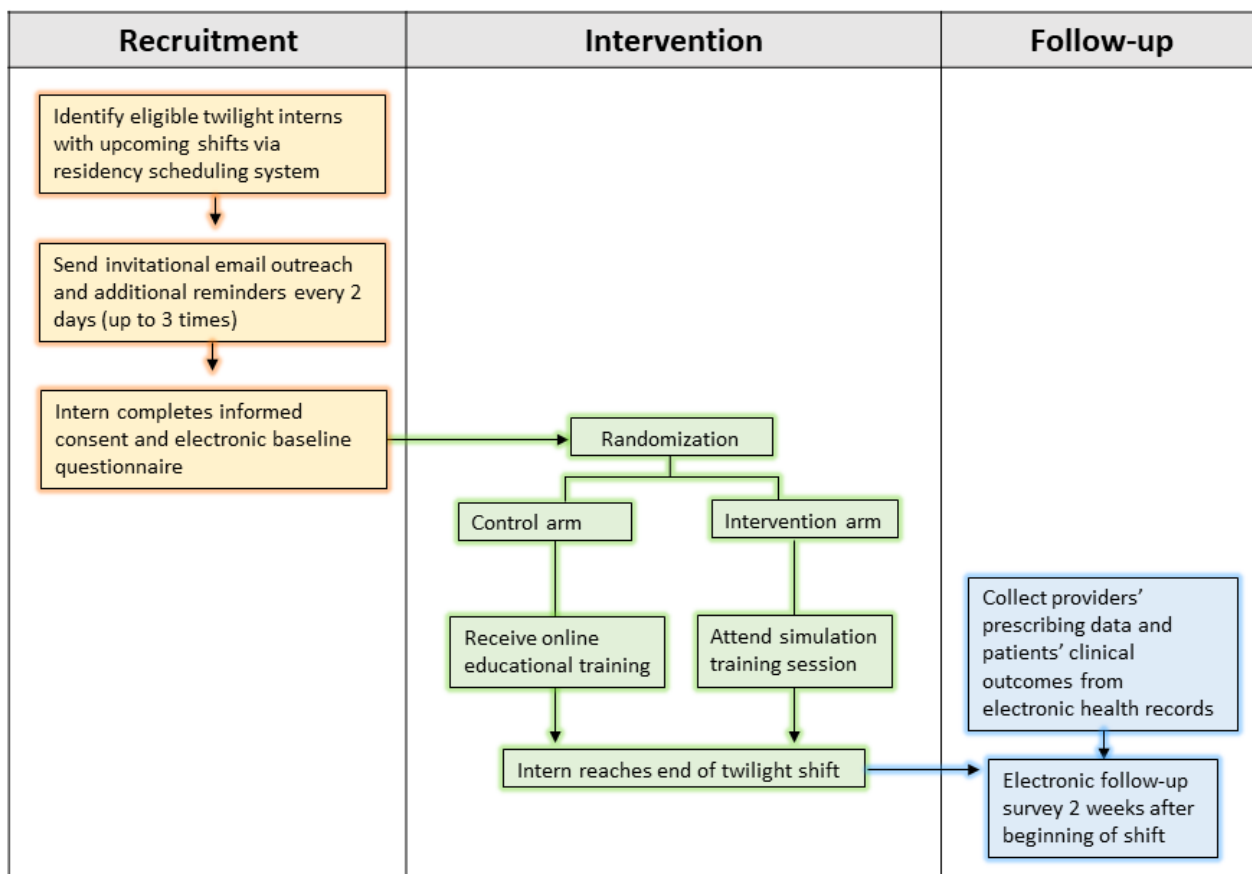 Recruitment
Intervention
Follow-up
Identify eligible twilight interns
with upcoming shifts via
residency scheduling system
Send invitational email outreach
and additional reminders every 2
days (up to 3 times)
Intern completes informed
consent and electronic baseline
questionnaire
Randomization
Control arm
Intervention arm
Receive online
educational training
Attend simulation
training session
Intern reaches end of twilight shift
Collect providers’
prescribing data and
patients’ clinical
outcomes from
electronic health records
Electronic follow-up
survey 2 weeks after
beginning of shift